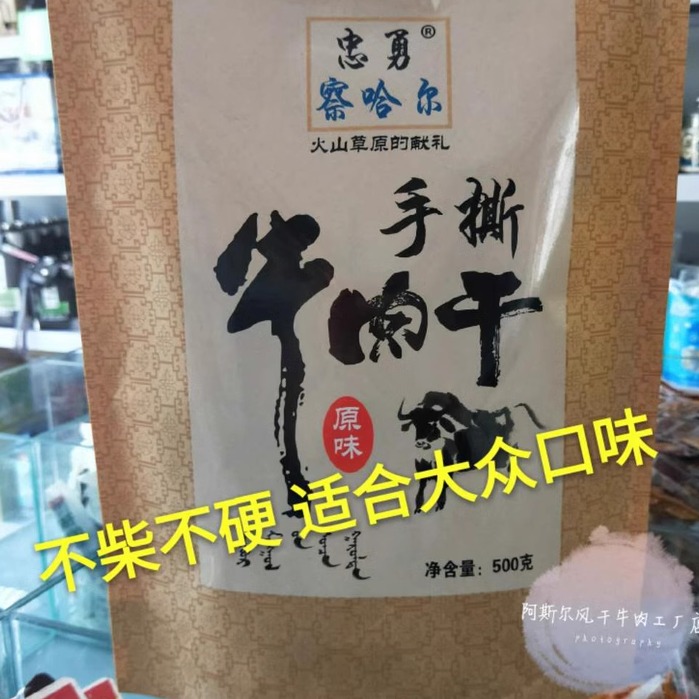 忠勇®
察哈尔
火山草原的献礼
手撕
牛肉干
原味
不柴不硬 适合大众口味
净含量：500克
阿斯尔风干牛肉工厂店
photography